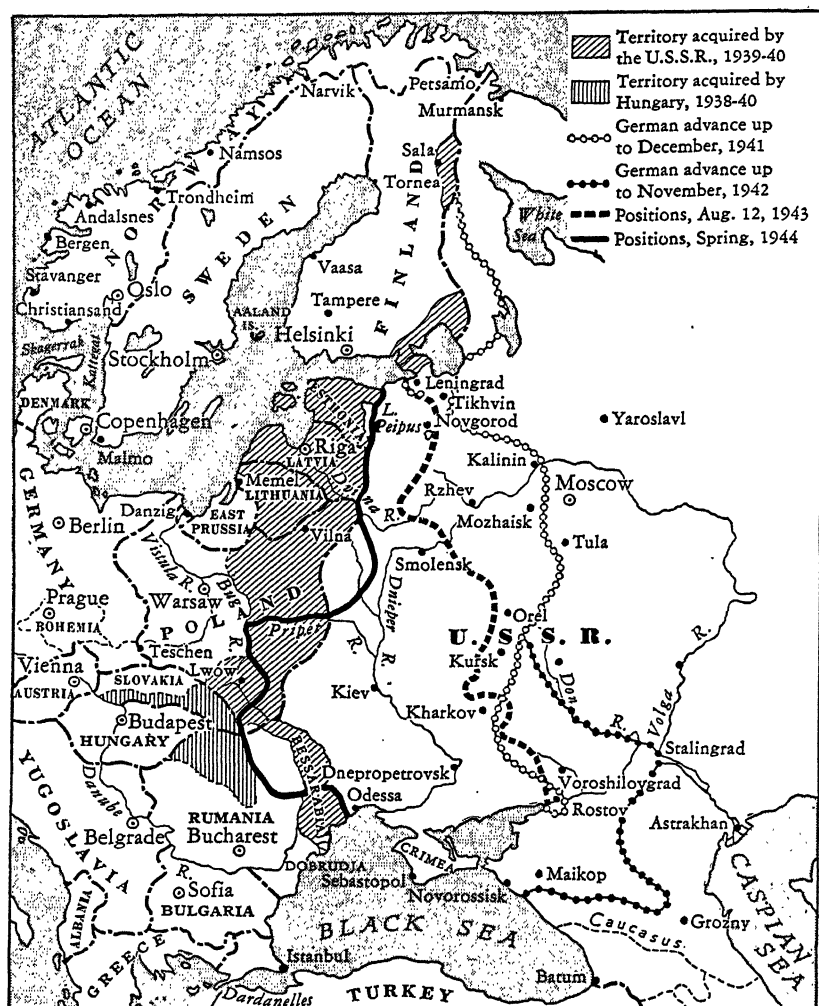 Territory acquired by
the U.S.S.R., 1939-40
Territory acquired by
Hungary, 1938-40
German advance up
to December, 1941
German advance up
to November, 1942
Positions, Aug. 12, 1943
Positions, Spring, 1944
ATLANTIC
OCEAN
Narvik
Petsamo
Murmansk
Namsos
Sala
Tornea
White
Sea
Trondheim
Andalsnes
Bergen
NORWAY
SWEDEN
FINLAND
Vaasa
Stavanger
Oslo
Tampere
Christiansand
AALAND
IS.
Helsinki
Skagerrak
Kattegat
Stockholm
Leningrad
Tikhvin
DENMARK
ESTONIA
L.
Peipus
Novgorod
Yaroslavl
Copenhagen
Riga
LATVIA
Malmo
Kalinin
Memel
LITHUANIA
Rzhev
Moscow
GERMANY
Danzig
EAST
PRUSSIA
Duna
R.
Mozhaisk
Berlin
Vilna
Tula
Vistula R.
Smolensk
Bug
R.
Dnieper
R.
Prague
Warsaw
Orel
BOHEMIA
POLAND
Pripet
R.
U.S.S.R.
Teschen
Kursk
R.
Vienna
SLOVAKIA
Lwów
Don
R.
Volga
AUSTRIA
Kiev
Kharkov
Budapest
HUNGARY
BESSARABIA
Stalingrad
YUGOSLAVIA
Danube
R.
Dnepropetrovsk
Voroshilovgrad
Odessa
Rostov
RUMANIA
Belgrade
Bucharest
Astrakhan
DOBRUDJA
CRIMEA
Sebastopol
Maikop
Sofia
Novorossisk
CASPIAN
SEA
BULGARIA
ALBANIA
BLACK SEA
Grozny
Caucasus
GREECE
Istanbul
Batum
Dardanelles
TURKEY